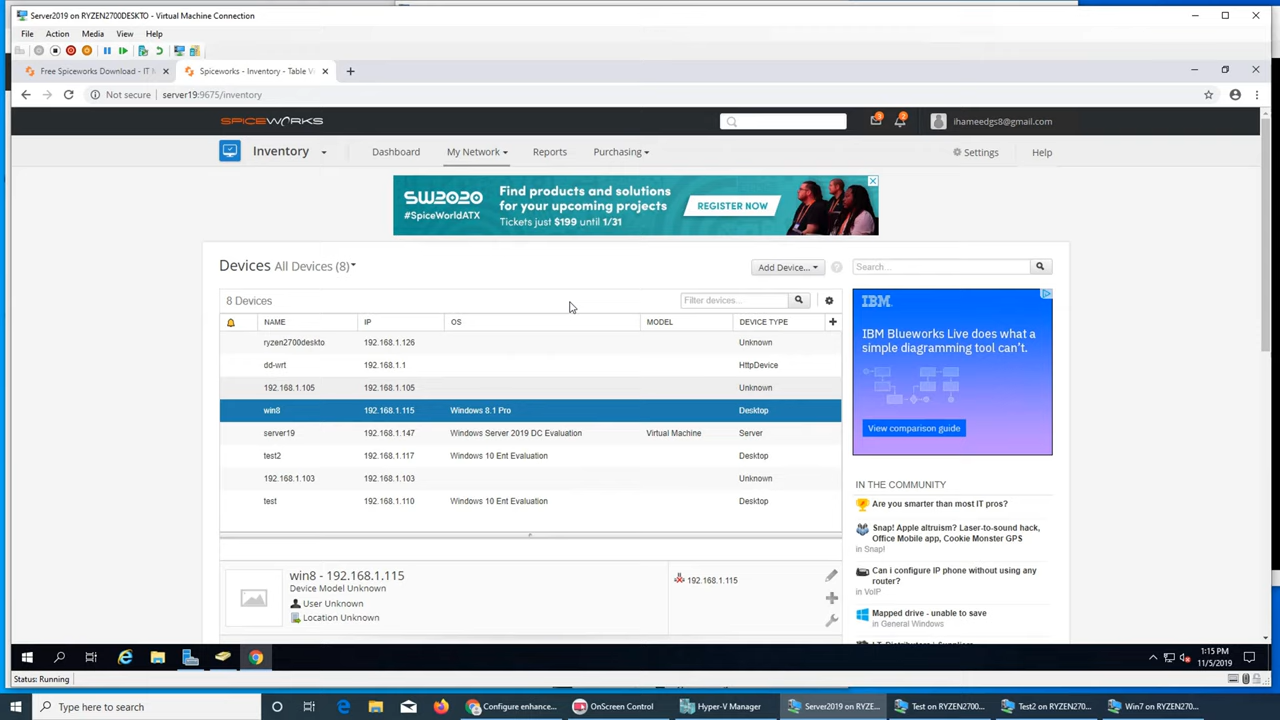 Server2019 on RYZEN2700DESKTO - Virtual Machine Connection
File Action Media View Help
Free Spiceworks Download - IT
Spiceworks - Inventory - Table V
Not secure server19:9675/inventory
SPICEWORKS
ihameedgs8@gmail.com
Inventory Dashboard My Network Reports Purchasing Settings Help
SW2020
#SpiceWorldATX
Find products and solutions
for your upcoming projects
Tickets just $199 until 1/31
REGISTER NOW
Devices All Devices (8)
Add Device...
Search...
8 Devices
Filter devices...
NAME IP OS MODEL DEVICE TYPE
ryzen2700deskto 192.168.1.126 Unknown
dd-wrt 192.168.1.1 HttpDevice
192.168.1.105 192.168.1.105 Unknown
win8 192.168.1.115 Windows 8.1 Pro Desktop
server19 192.168.1.147 Windows Server 2019 DC Evaluation Virtual Machine Server
test2 192.168.1.117 Windows 10 Ent Evaluation Desktop
192.168.1.103 192.168.1.103 Unknown
test 192.168.1.110 Windows 10 Ent Evaluation Desktop
win8 - 192.168.1.115
Device Model Unknown
User Unknown
Location Unknown
192.168.1.115
IBM
IBM Blueworks Live does what a
simple diagramming tool can't.
View comparison guide
IN THE COMMUNITY
Are you smarter than most IT pros?
Snap! Apple altruism? Laser-to-sound hack,
Office Mobile app, Cookie Monster GPS
in Snap!
Can i configure IP phone without using any
router?
in VoIP
Mapped drive - unable to save
in General Windows
1:15 PM
11/5/2019
Status: Running
Type here to search
Configure enhance...
OnScreen Control
Hyper-V Manager
Server2019 on RYZE...
Test on RYZEN2700...
Test2 on RYZEN270...
Win7 on RYZEN270...